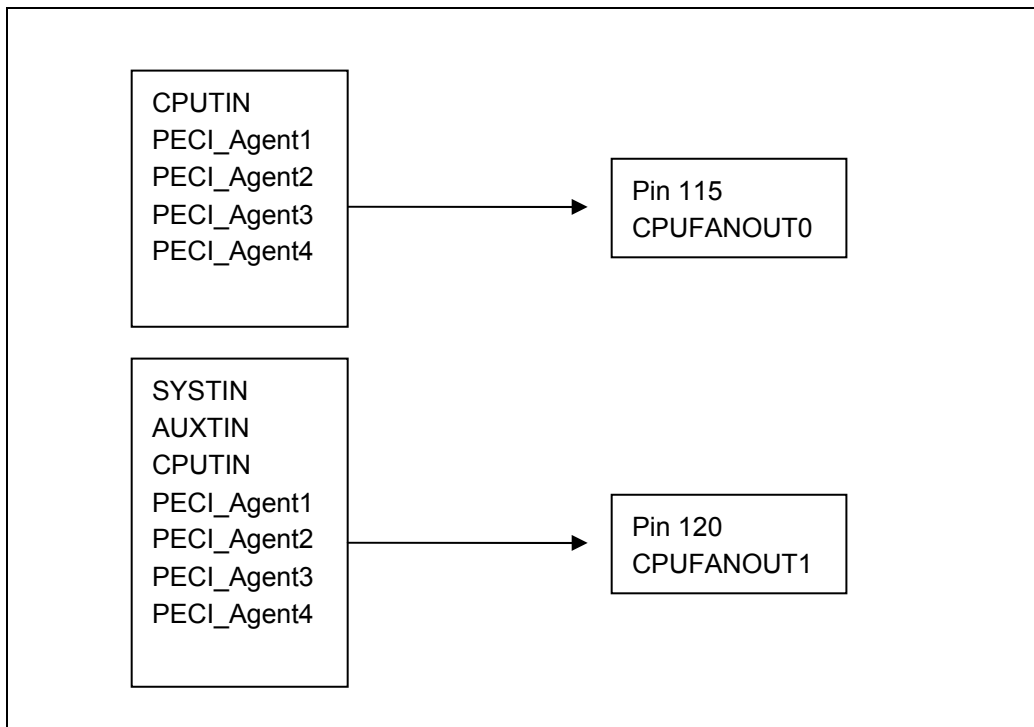 CPUTIN
PECI_Agent1
PECI_Agent2
PECI_Agent3
PECI_Agent4
Pin 115
CPUFANOUT0
SYSTIN
AUXTIN
CPUTIN
PECI_Agent1
PECI_Agent2
PECI_Agent3
PECI_Agent4
Pin 120
CPUFANOUT1